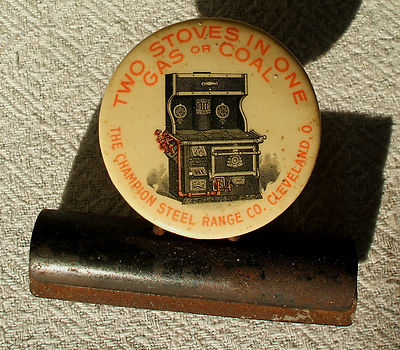 TWO STOVES IN ONE
GAS OR COAL
THE CHAMPION STEEL RANGE CO. CLEVELAND, O.